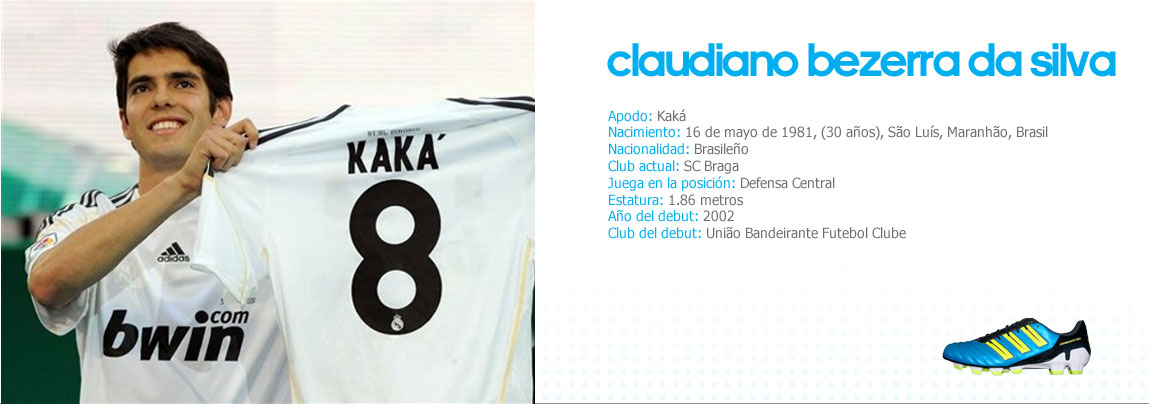 REAL MADRID
KAKÁ
8
adidas
bwin.com
claudiano bezerra da silva
Apodo: Kaká
Nacimiento: 16 de mayo de 1981, (30 años), São Luís, Maranhão, Brasil
Nacionalidad: Brasileño
Club actual: SC Braga
Juega en la posición: Defensa Central
Estatura: 1.86 metros
Año del debut: 2002
Club del debut: União Bandeirante Futebol Clube